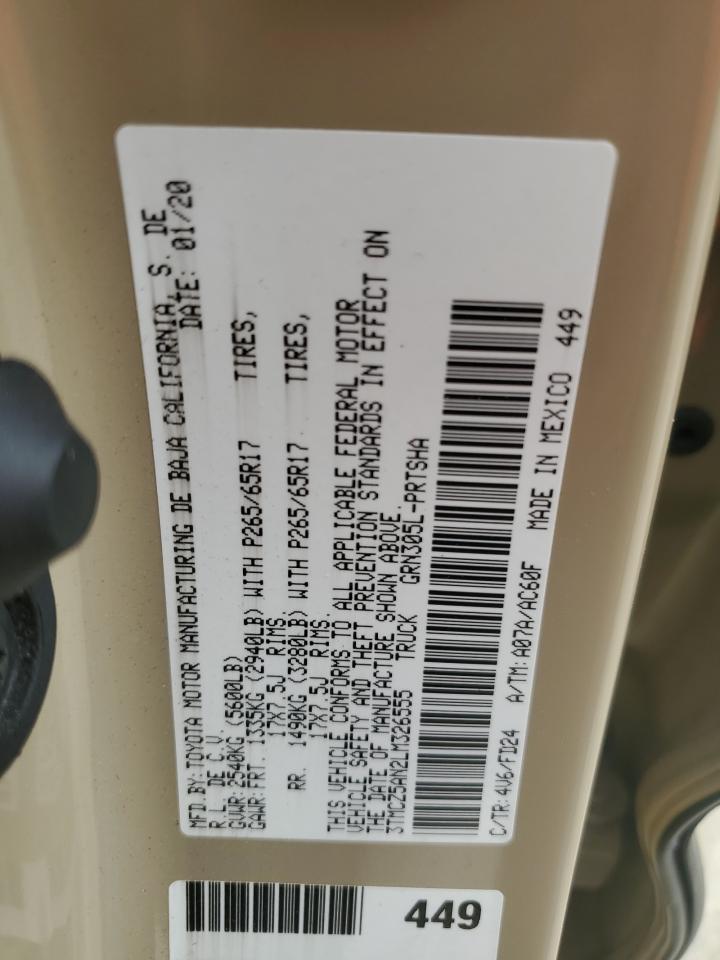 MFD.BY:TOYOTA MOTOR MANUFACTURING DE BAJA CALIFORNIA, S. DE
R.L. DE C.V. DATE: 01/20
GVWR:2540KG (5600LB)
GAWR:FRT. 1335KG (2940LB) WITH P265/65R17 TIRES,
17X7.5J RIMS
RR. 1490KG (3280LB) WITH P265/65R17 TIRES,
17X7.5J RIMS.
THIS VEHICLE CONFORMS TO ALL APPLICABLE FEDERAL MOTOR
VEHICLE SAFETY AND THEFT PREVENTION STANDARDS IN EFFECT ON
THE DATE OF MANUFACTURE SHOWN ABOVE.
3TMCZ5AN2LM326555 TRUCK GRN305L-PRTSHA
C/TR:4V6/FD24 A/TM:A07A/AC60F MADE IN MEXICO 449
449